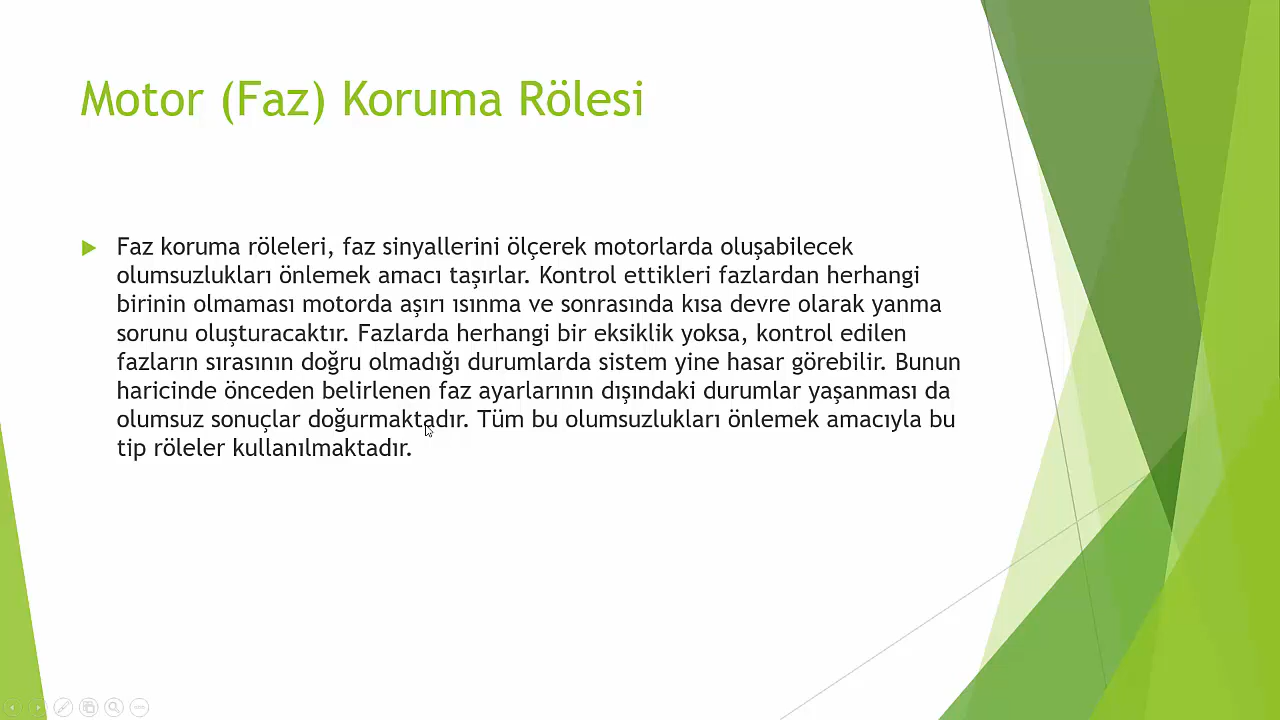 Motor (Faz) Koruma Rölesi
Faz koruma röleleri, faz sinyallerini ölçerek motorlarda oluşabilecek
olumsuzlukları önlemek amacı taşırlar. Kontrol ettikleri fazlardan herhangi
birinin olmaması motorda aşırı ısınma ve sonrasında kısa devre olarak yanma
sorunu oluşturacaktır. Fazlarda herhangi bir eksiklik yoksa, kontrol edilen
fazların sırasının doğru olmadığı durumlarda sistem yine hasar görebilir. Bunun
haricinde önceden belirlenen faz ayarlarının dışındaki durumlar yaşanması da
olumsuz sonuçlar doğurmaktadır. Tüm bu olumsuzlukları önlemek amacıyla bu
tip röleler kullanılmaktadır.